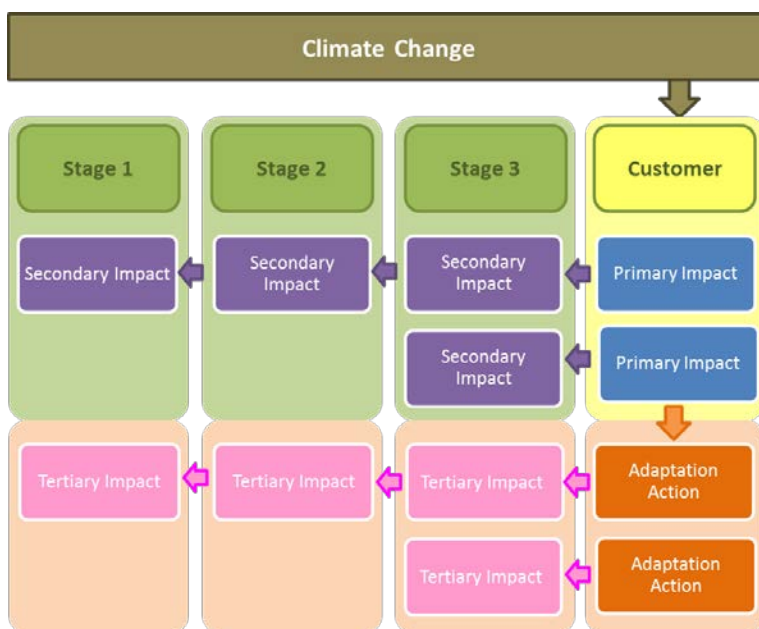 Climate Change
Stage 1
Stage 2
Stage 3
Customer
Secondary Impact
Secondary
Impact
Secondary
Impact
Primary Impact
Secondary
Impact
Primary Impact
Tertiary Impact
Tertiary Impact
Tertiary Impact
Adaptation
Action
Tertiary Impact
Adaptation
Action